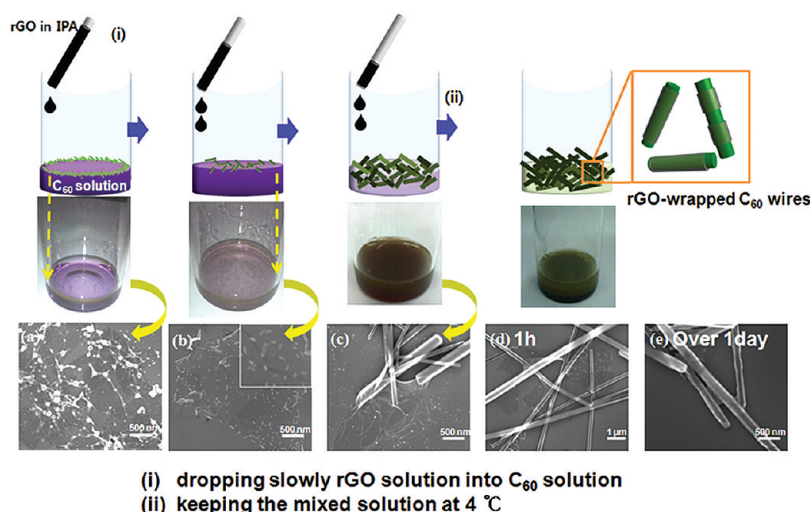 rGO in IPA
(i)
(ii)
C60 solution
rGO-wrapped C60 wires
(a)
500 nm
(b)
500 nm
(c)
500 nm
(d) 1h
1 µm
(e) Over 1day
500 nm
(i) dropping slowly rGO solution into C60 solution
(ii) keeping the mixed solution at 4 ℃